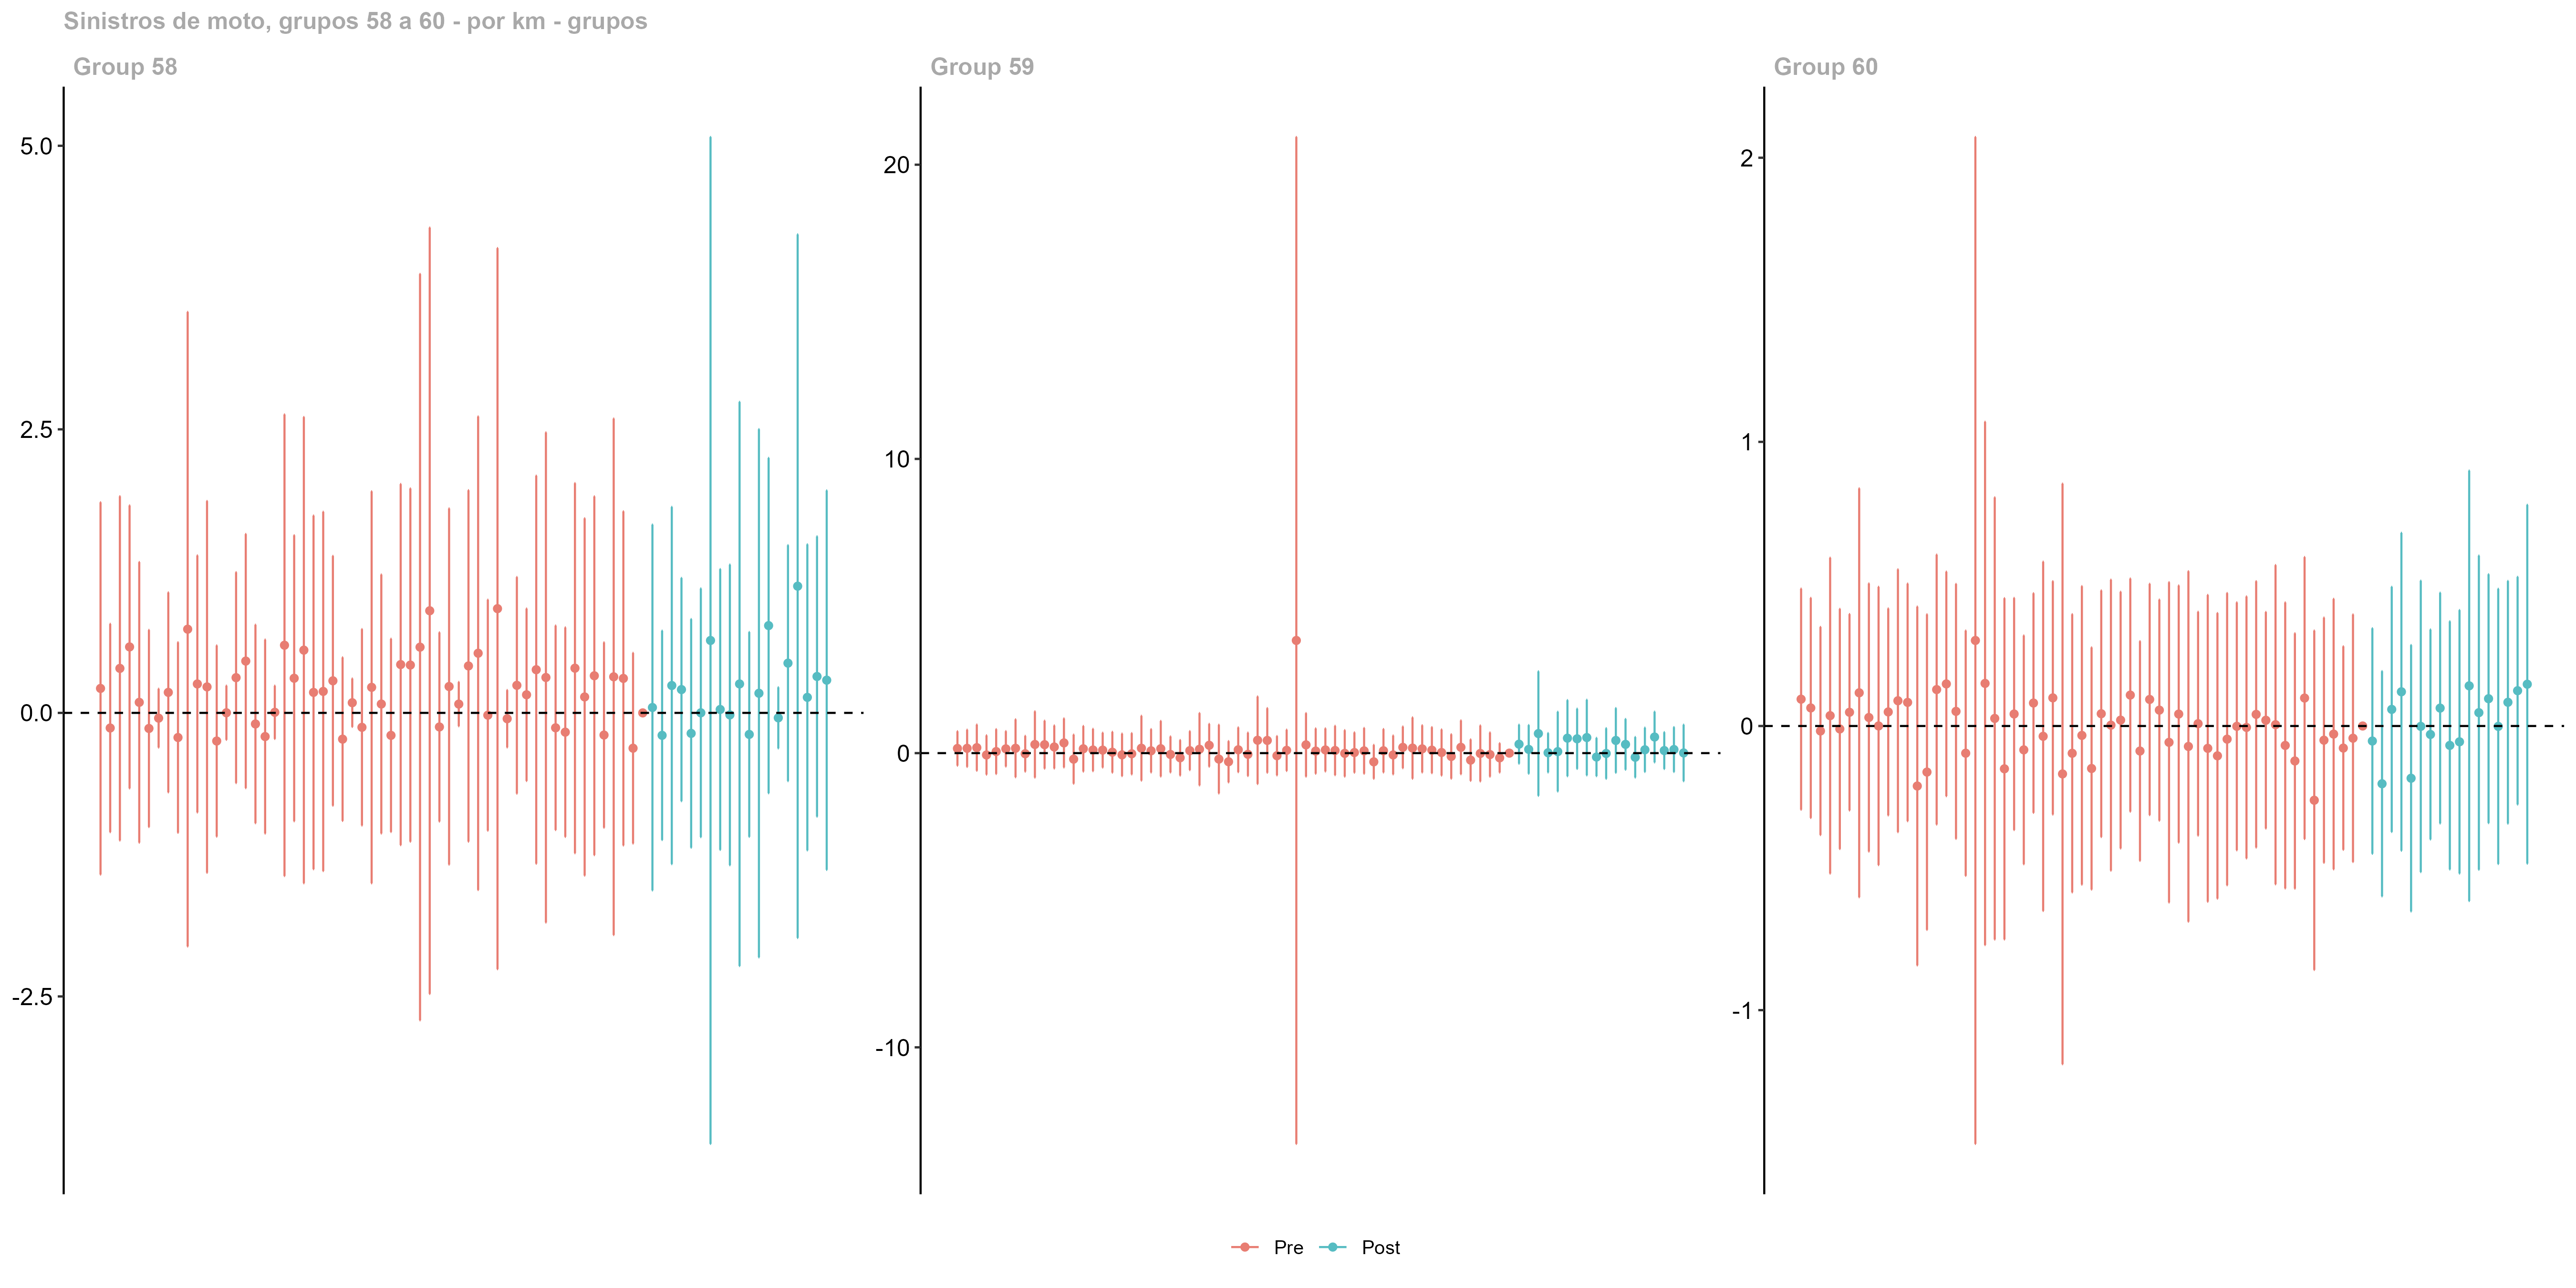 Sinistros de moto, grupos 58 a 60 - por km - grupos
Group 58
Group 59
Group 60
5.0
2.5
0.0
-2.5
20
10
0
-10
2
1
0
-1
Pre
Post